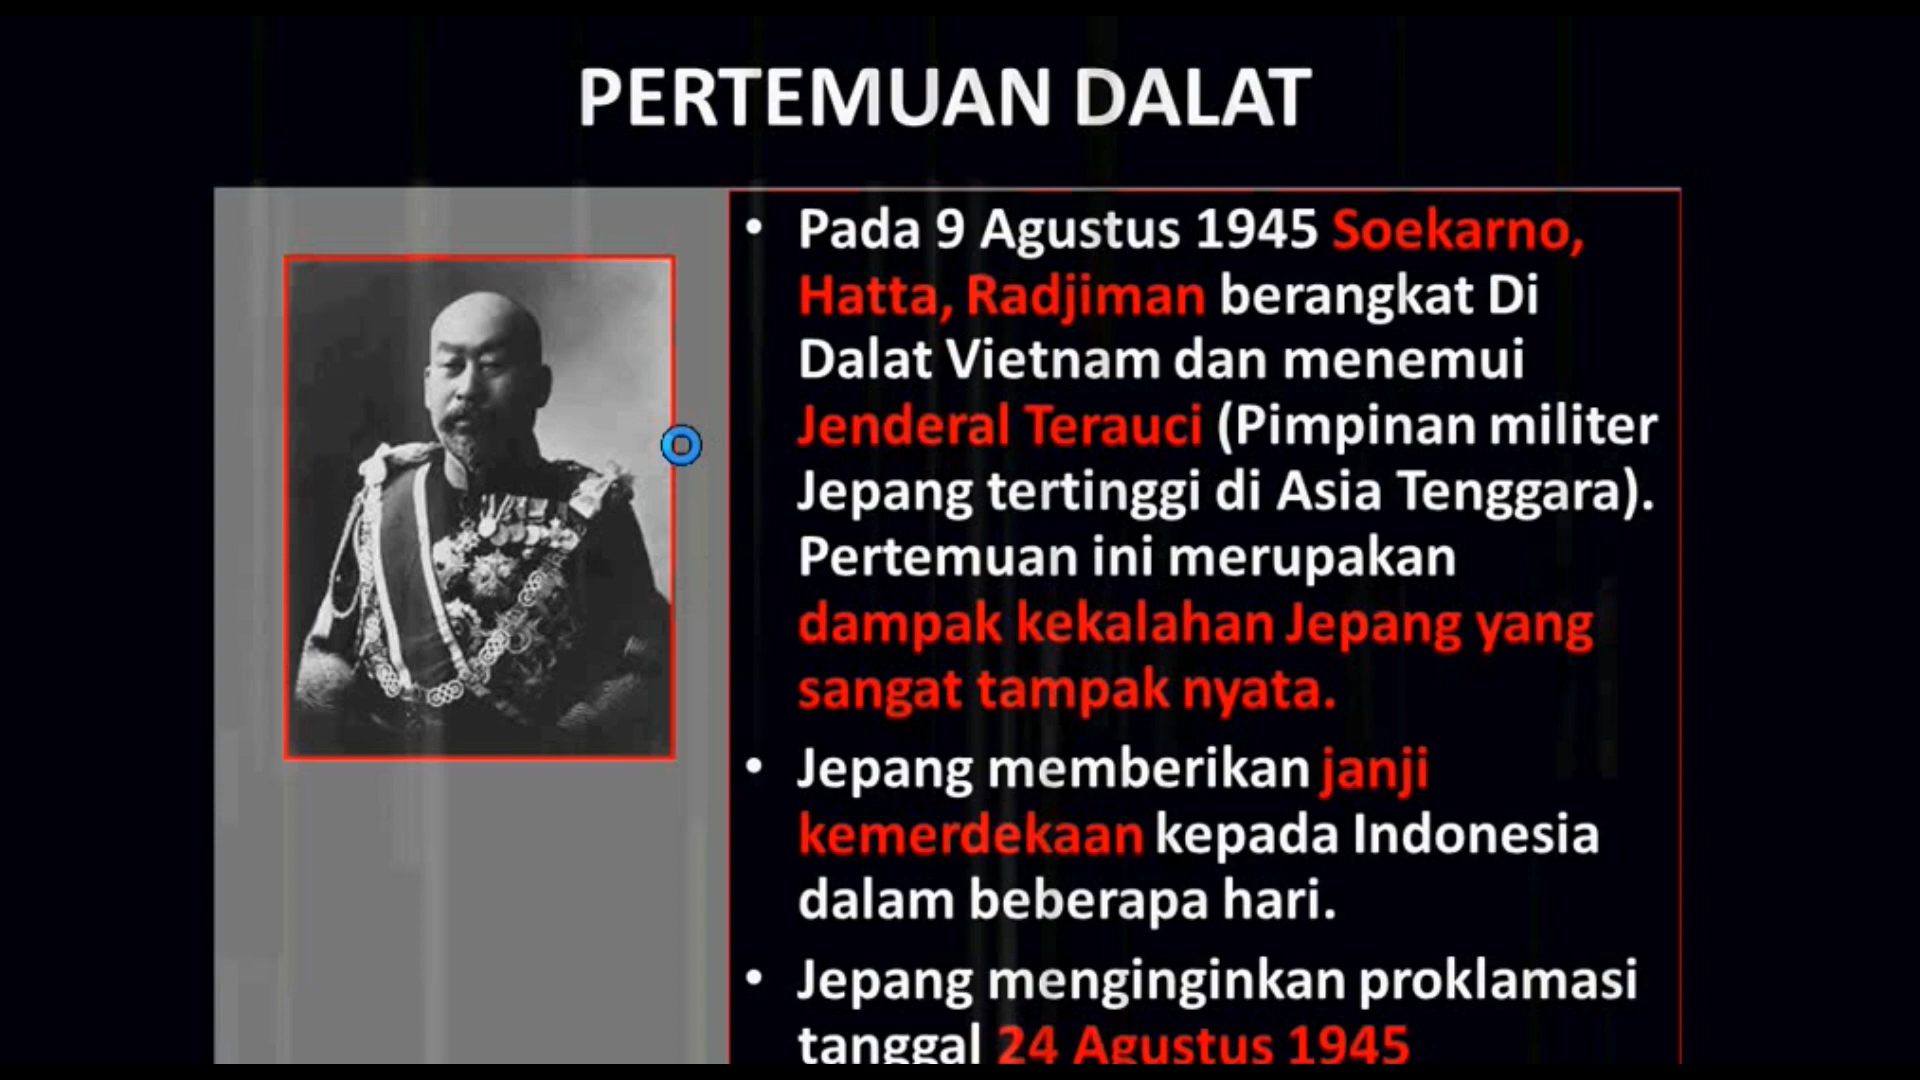 PERTEMUAN DALAT
• Pada 9 Agustus 1945 Soekarno,
Hatta, Radjiman berangkat Di
Dalat Vietnam dan menemui
Jenderal Terauci (Pimpinan militer
Jepang tertinggi di Asia Tenggara).
Pertemuan ini merupakan
dampak kekalahan Jepang yang
sangat tampak nyata.
• Jepang memberikan janji
kemerdekaan kepada Indonesia
dalam beberapa hari.
• Jepang menginginkan proklamasi
tanggal 24 Agustus 1945